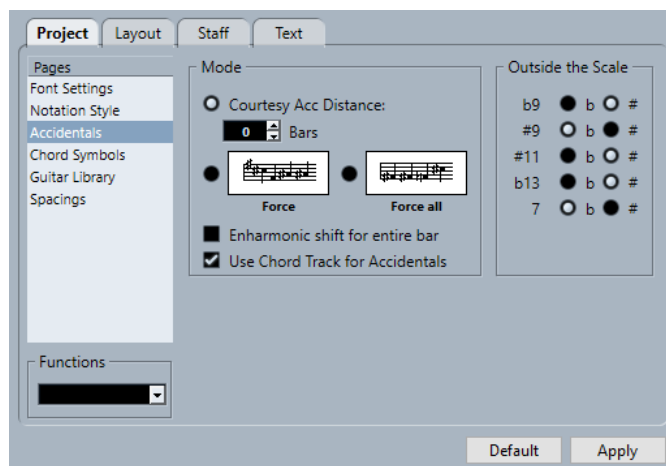 Project Layout Staff Text
Pages
Font Settings
Notation Style
Accidentals
Chord Symbols
Guitar Library
Spacings
Functions
Mode
Courtesy Acc Distance:
0 Bars
Force Force all
Enharmonic shift for entire bar
Use Chord Track for Accidentals
Outside the Scale
b9 b #
#9 b #
#11 b #
b13 b #
7 b #
Default Apply